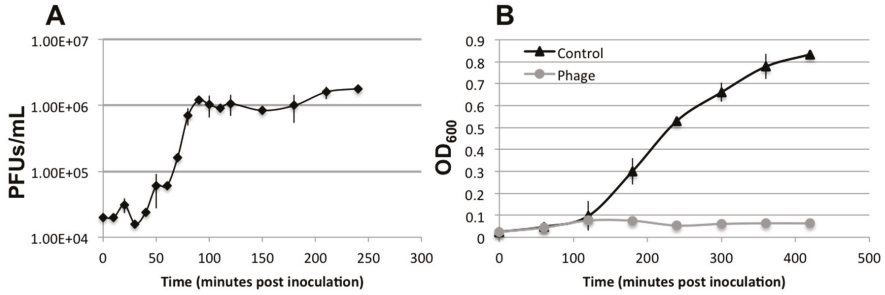 A
1.00E+07
1.00E+06
1.00E+05
1.00E+04
PFUs/mL
0 50 100 150 200 250 300
Time (minutes post inoculation)
B
0.9
0.8
0.7
0.6
0.5
0.4
0.3
0.2
0.1
0
OD600
Control
Phage
0 100 200 300 400 500
Time (minutes post inoculation)